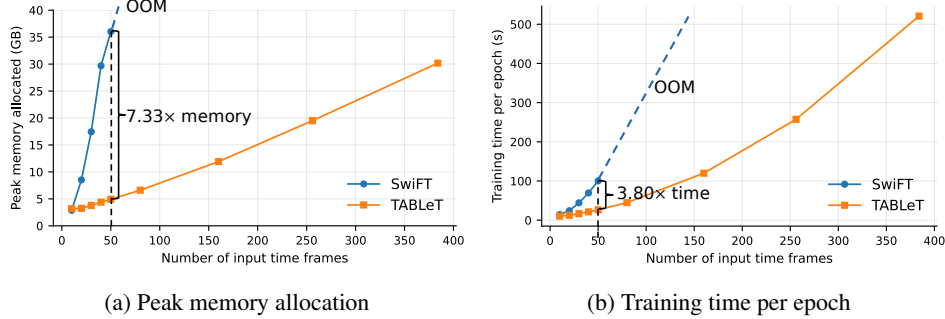 40
35
30
25
20
15
10
5
0
Peak memory allocated (GB)
OOM
7.33× memory
SwiFT
TABLeT
0 50 100 150 200 250 300 350 400
Number of input time frames
(a) Peak memory allocation
500
400
300
200
100
0
Training time per epoch (s)
OOM
3.80× time
SwiFT
TABLeT
0 50 100 150 200 250 300 350 400
Number of input time frames
(b) Training time per epoch